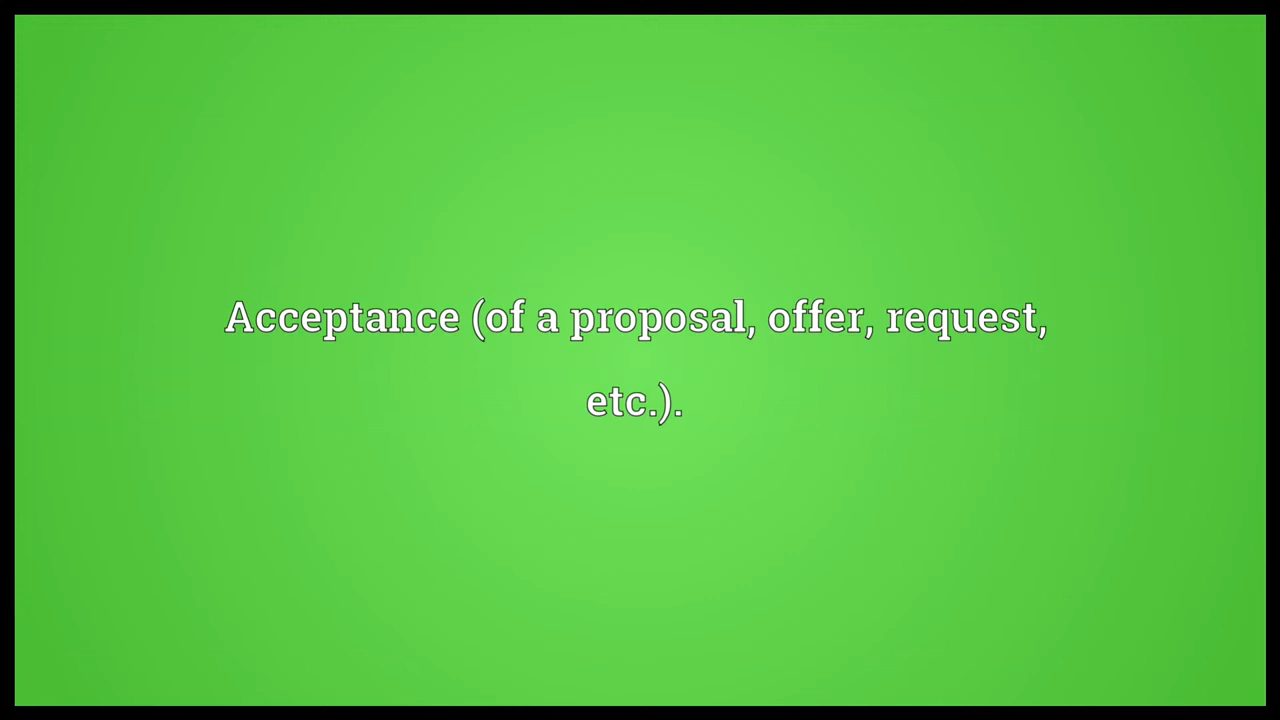 Acceptance (of a proposal, offer, request,
etc.).